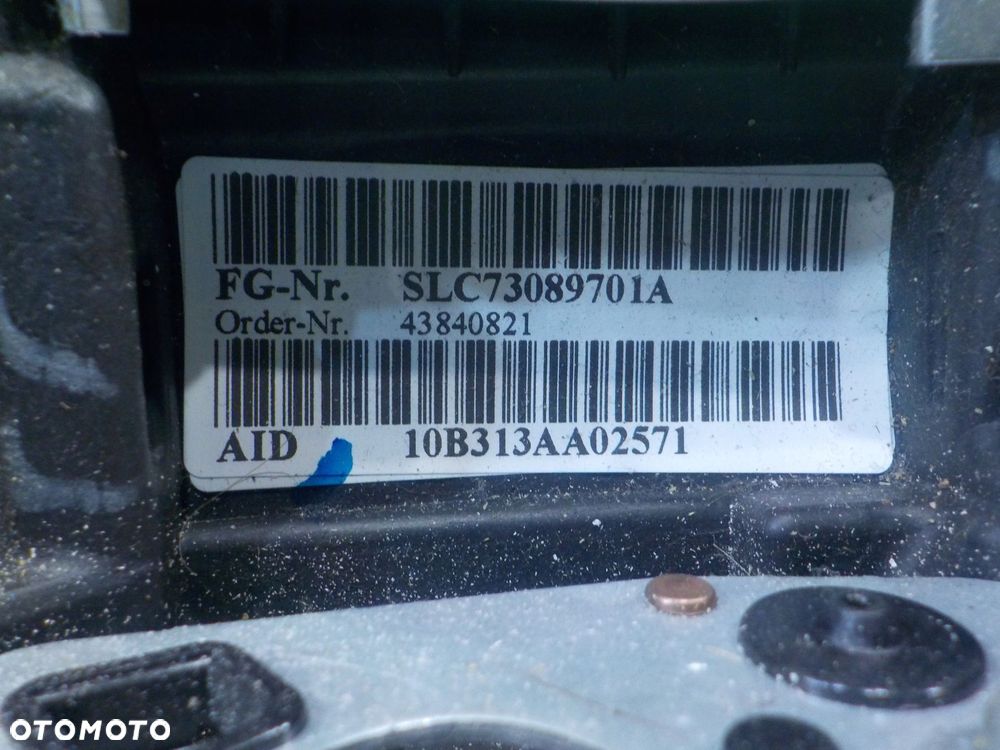 FG-Nr. SLC73089701A
Order-Nr. 43840821
AID 10B313AA02571
OTOMOTO